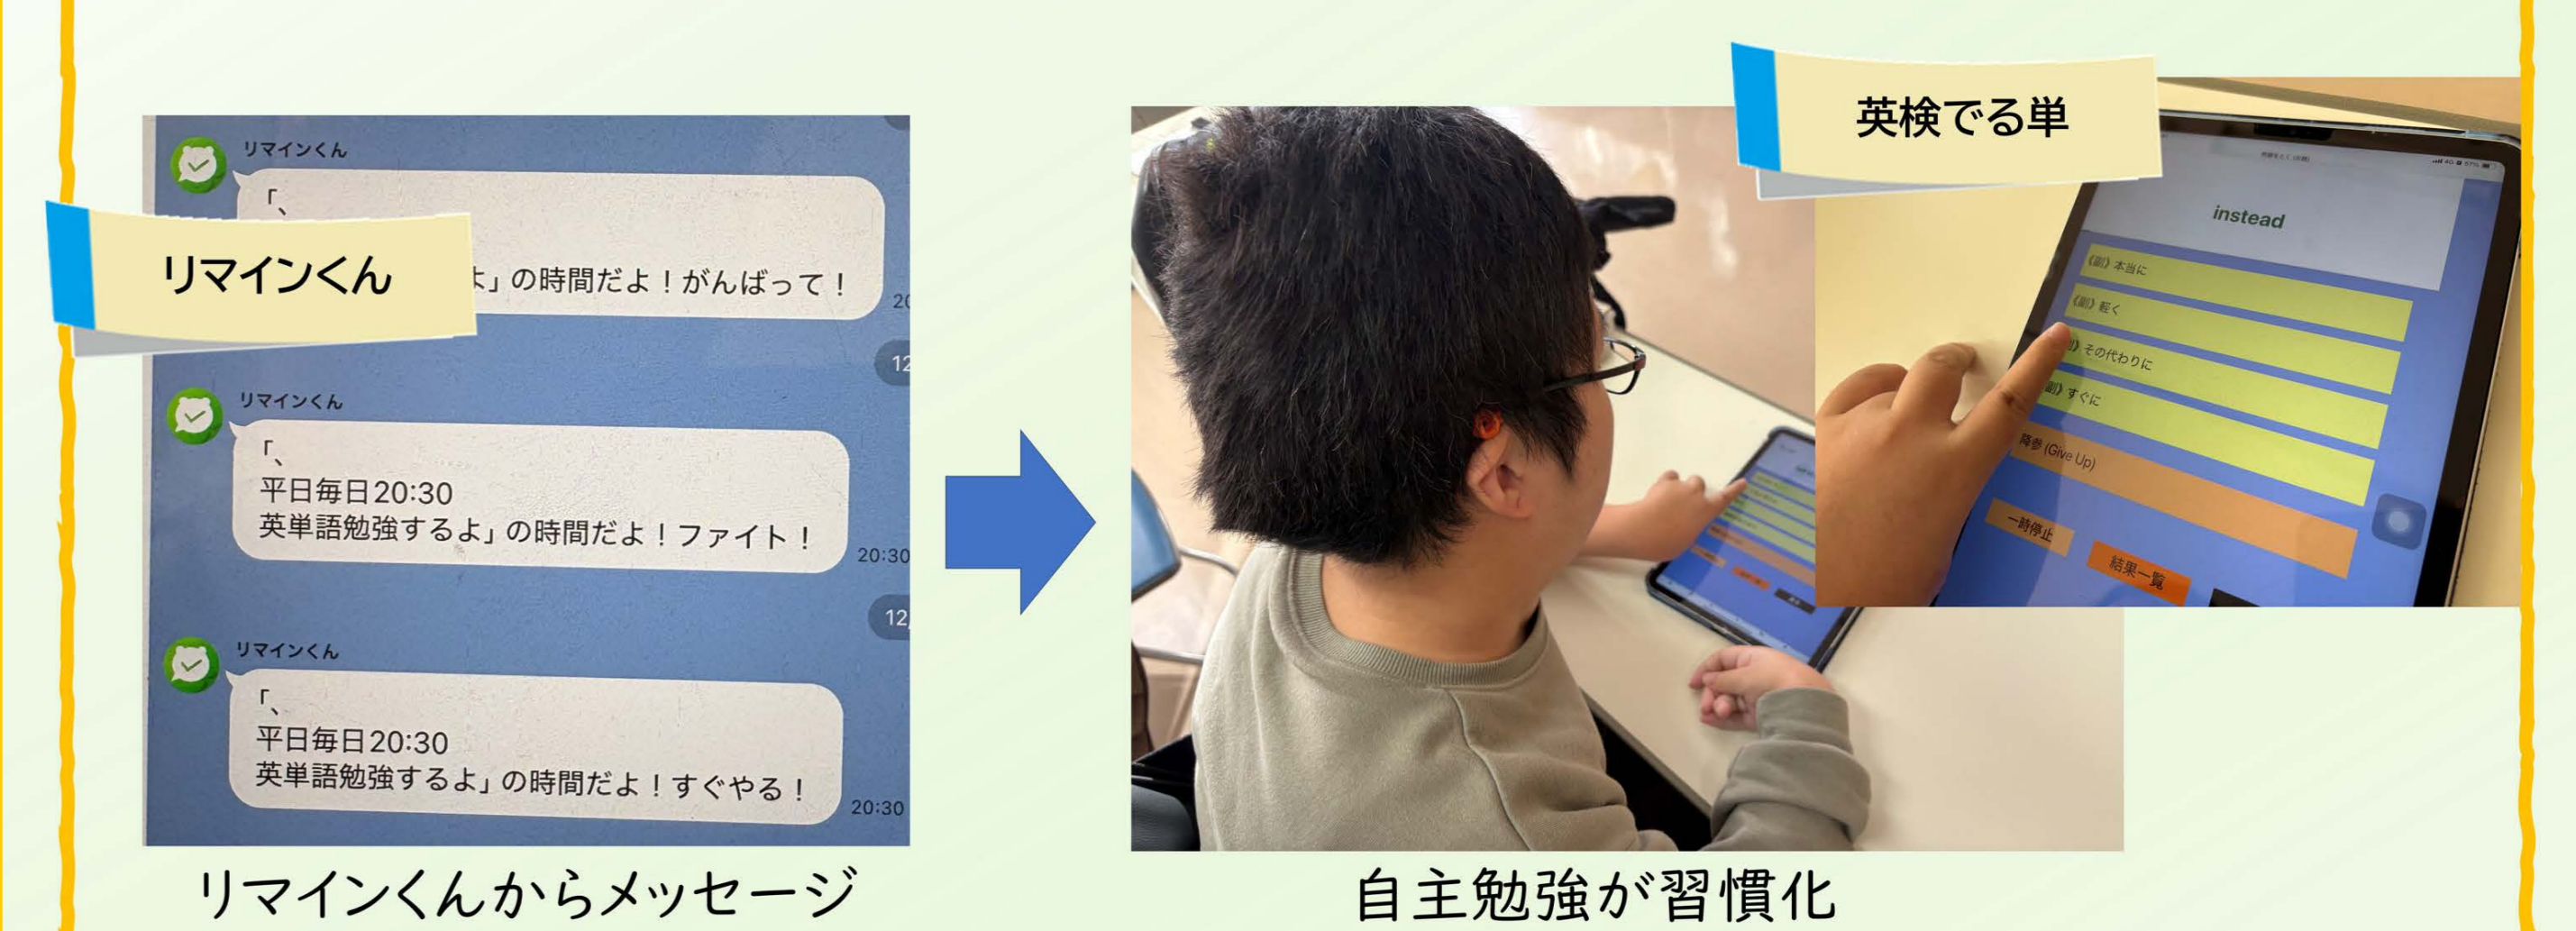 リマインくん
「、
よ」の時間だよ！がんばって！
リマインくん
リマインくん
「、
平日毎日20:30
英単語勉強するよ」の時間だよ！ファイト！
20:30
12
リマインくん
「、
平日毎日20:30
英単語勉強するよ」の時間だよ！すぐやる！
20:30
リマインくんからメッセージ
英検でる単
instead
《副》本当に
《副》軽く
》その代わりに
副》すぐに
降参 (Give Up)
一時停止
結果一覧
自主勉強が習慣化